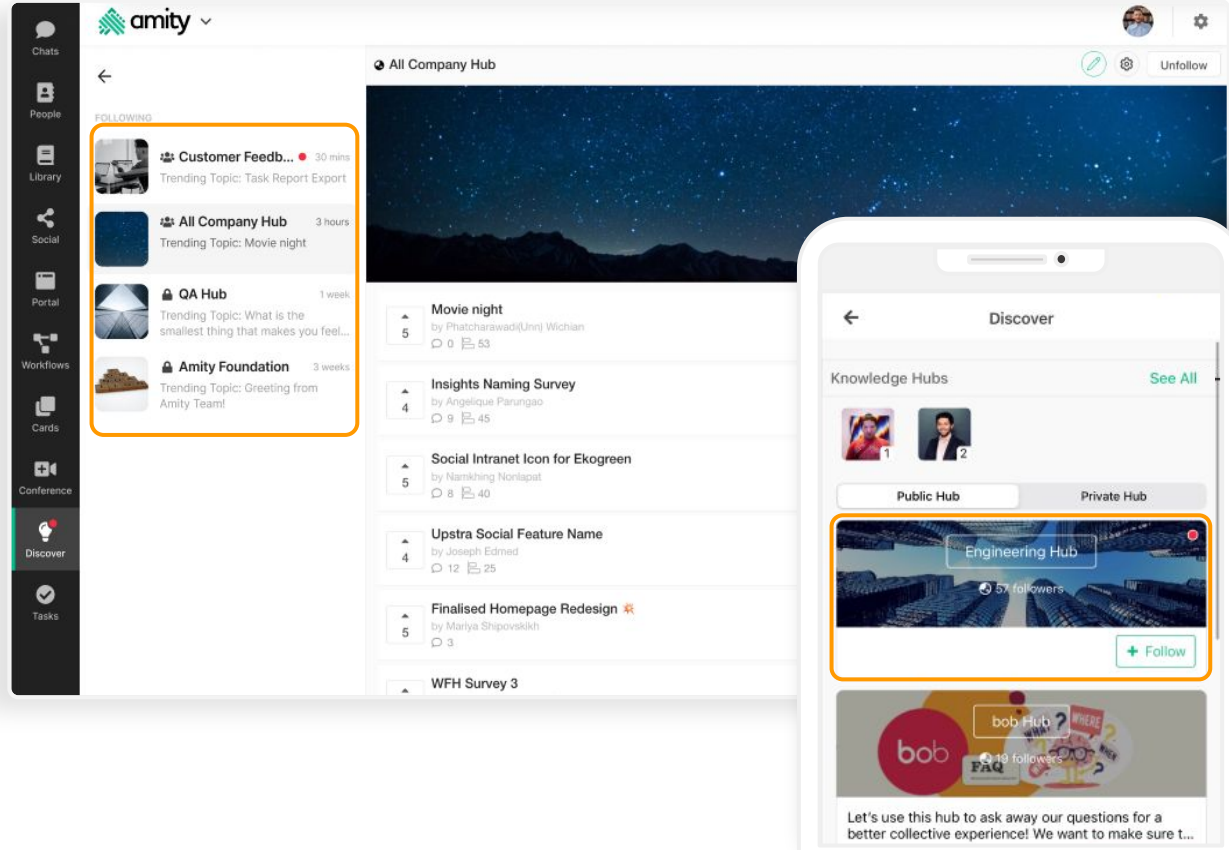 amity
Chats
People
Library
Social
Portal
Workflows
Cards
Conference
Discover
Tasks
FOLLOWING
Customer Feedb... 30 mins
Trending Topic: Task Report Export
All Company Hub 3 hours
Trending Topic: Movie night
QA Hub 1 week
Trending Topic: What is the
smallest thing that makes you feel...
Amity Foundation 3 weeks
Trending Topic: Greeting from
Amity Team!
All Company Hub
Unfollow
5
Movie night
by Phatcharawadi(Unn) Wichian
0 53
4
Insights Naming Survey
by Angelique Parungao
9 45
5
Social Intranet Icon for Ekogreen
by Namkhing Nonlapat
8 40
4
Upstra Social Feature Name
by Joseph Edmed
12 25
5
Finalised Homepage Redesign
by Mariya Shipovskikh
3
WFH Survey 3
Discover
Knowledge Hubs See All
1 2
Public Hub Private Hub
Engineering Hub
57 followers
+ Follow
bob Hub
19 followers
bob
FAQ
WHAT ?
?
WHERE
WHEN
?
Let's use this hub to ask away our questions for a
better collective experience! We want to make sure t...